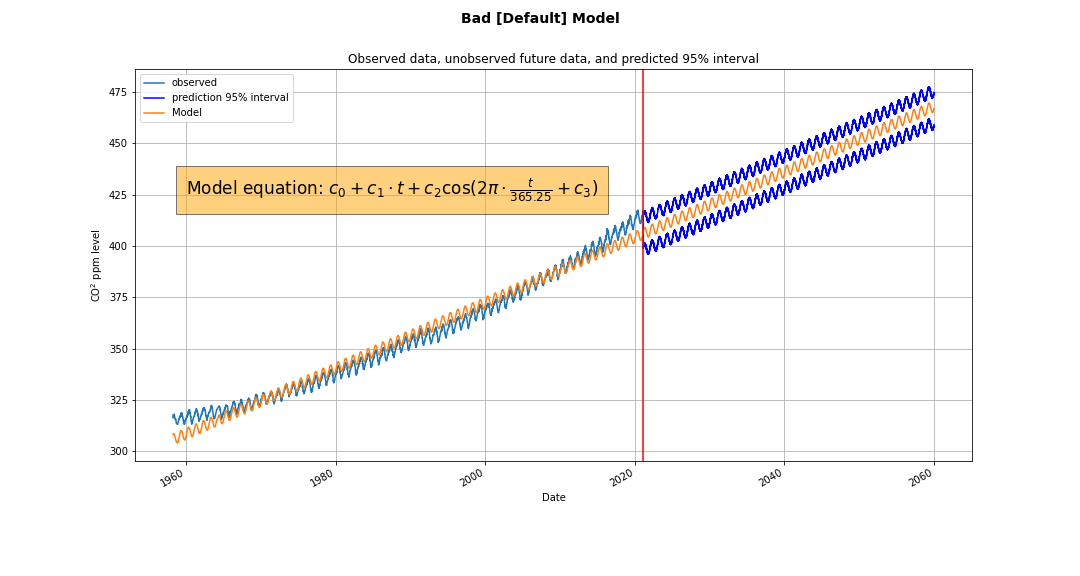 Bad [Default] Model
Observed data, unobserved future data, and predicted 95% interval
observed
prediction 95% interval
Model
Model equation: c₀ + c₁ · t + c₂cos(2π · t/365.25 + c₃)
CO² ppm level
475
450
425
400
375
350
325
300
1960
1980
2000
2020
2040
2060
Date